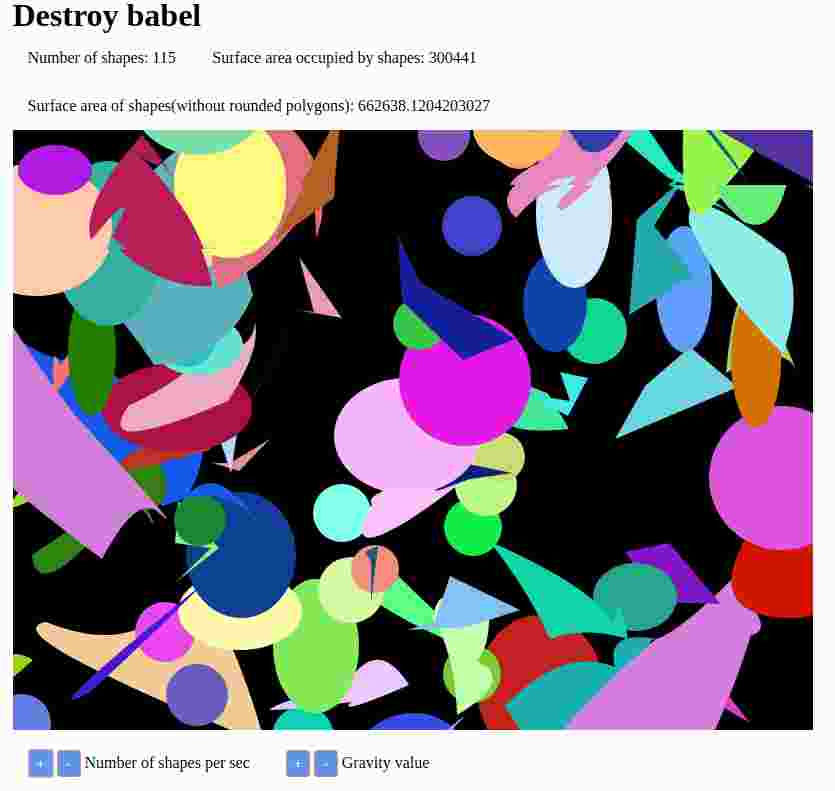 Destroy babel
Number of shapes: 115 Surface area occupied by shapes: 300441
Surface area of shapes(without rounded polygons): 662638.1204203027
+ - Number of shapes per sec + - Gravity value